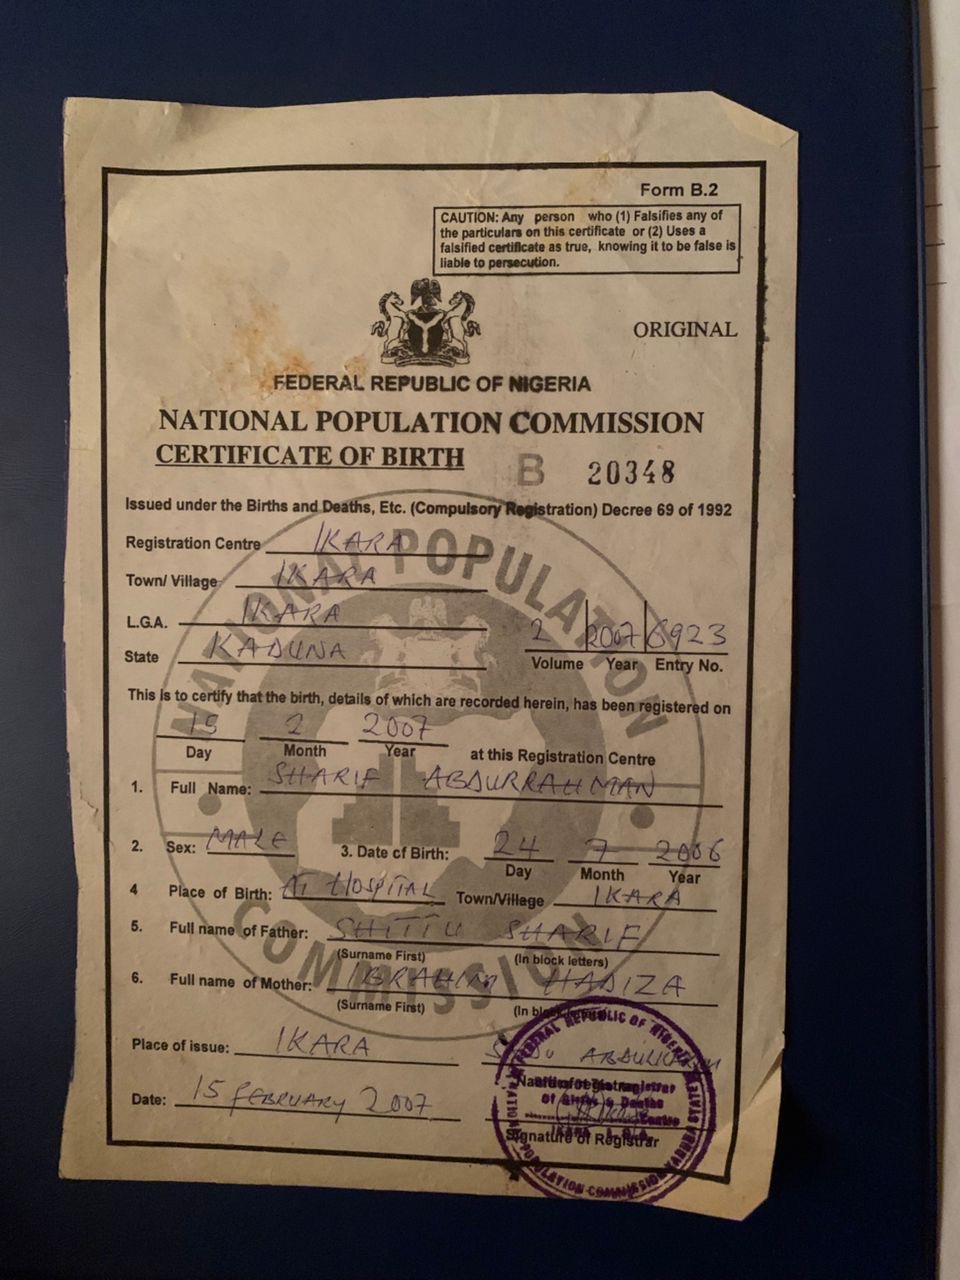 Form B.2
CAUTION: Any person who (1) Falsifies any of
the particulars on this certificate or (2) Uses a
falsified certificate as true, knowing it to be false is
liable to persecution.
ORIGINAL
FEDERAL REPUBLIC OF NIGERIA
NATIONAL POPULATION COMMISSION
CERTIFICATE OF BIRTH B 20348
Issued under the Births and Deaths, Etc. (Compulsory Registration) Decree 69 of 1992
Registration Centre IKARA
Town/ Village IKARA
L.G.A. IKARA
State KADUNA
2 2007 6923
Volume Year Entry No.
This is to certify that the birth, details of which are recorded herein, has been registered on
15 2 2007
Day Month Year at this Registration Centre
1. Full Name: SHARIF ABDURRAHMAN
2. Sex: MALE 3. Date of Birth: 24 7 2006
Day Month Year
4 Place of Birth: AT HOSPITAL Town/Village IKARA
5. Full name of Father: SHITTU SHARIF
(Surname First) (In block letters)
6. Full name of Mother: IBRAHIM HADIZA
(Surname First) (In block
Place of issue: IKARA
Name of registrar
Date: 15 FEBRUARY 2007
Signature of Registrar
NATIONAL POPULATION COMMISSION